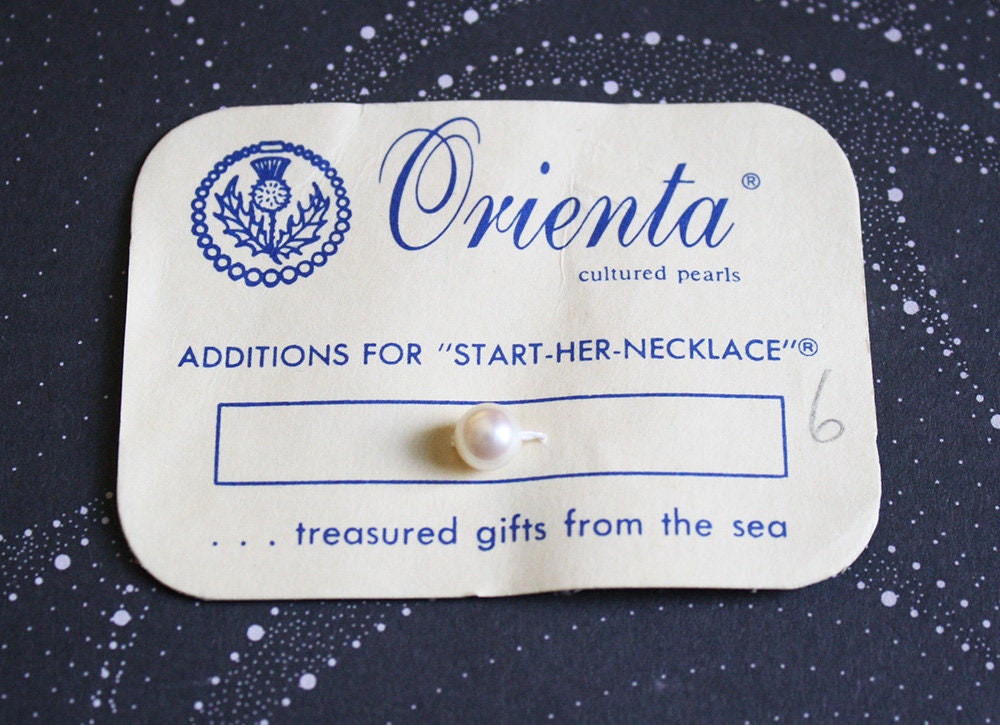 Orienta ®
cultured pearls
ADDITIONS FOR "START-HER-NECKLACE"®
6
. . . treasured gifts from the sea